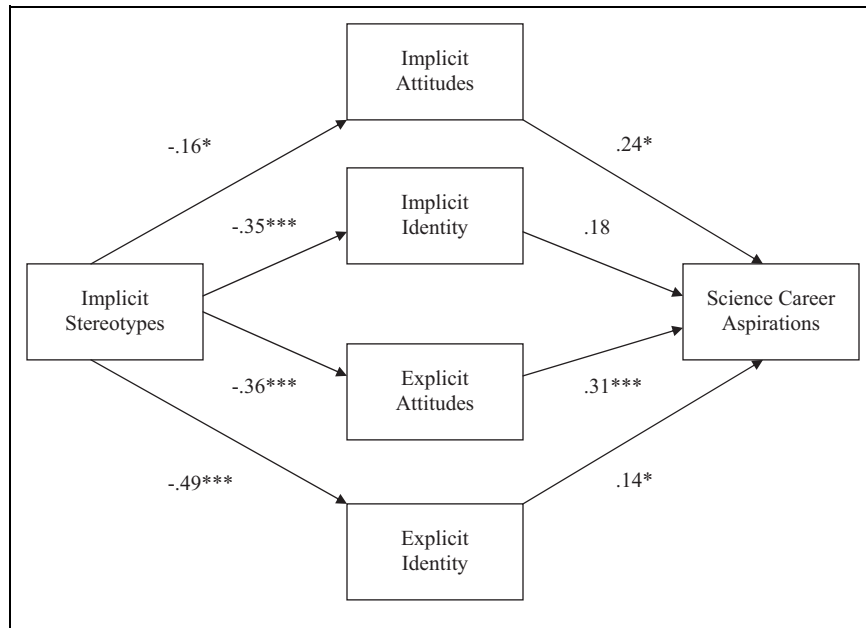 Implicit
Attitudes
-.16*
.24*
Implicit
Identity
-.35***
.18
Implicit
Stereotypes
Science Career
Aspirations
Explicit
Attitudes
-.36***
.31***
-.49***
.14*
Explicit
Identity